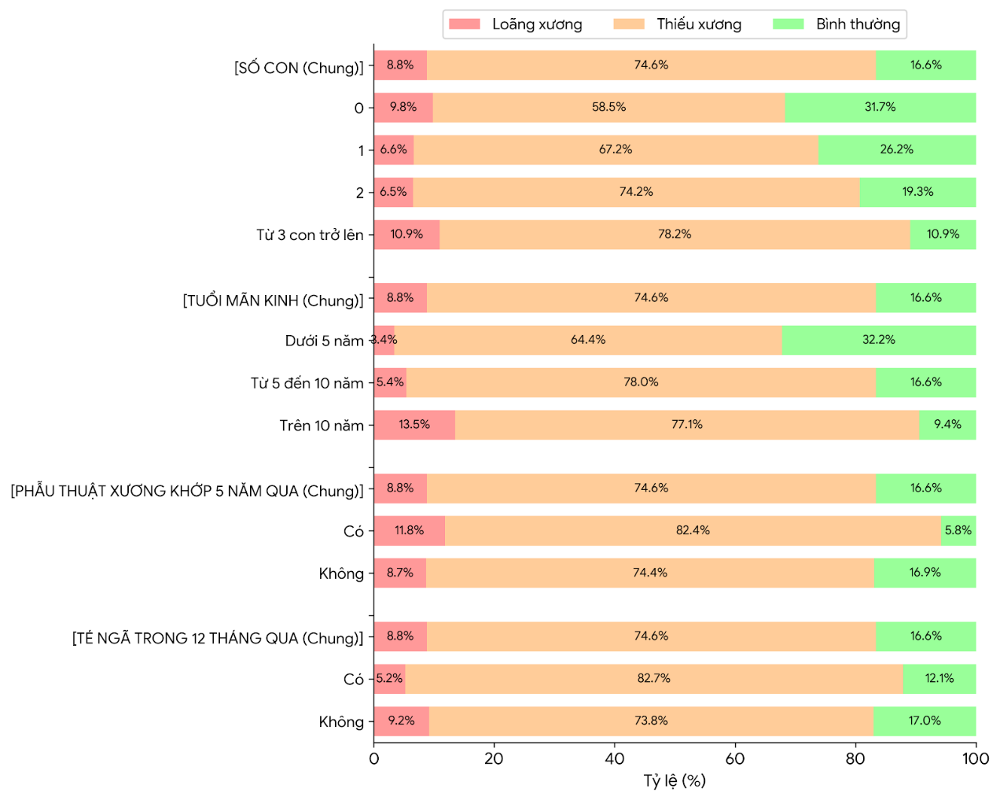 Loãng xương Thiếu xương Bình thường
[SỐ CON (Chung)] 8.8% 74.6% 16.6%
0 9.8% 58.5% 31.7%
1 6.6% 67.2% 26.2%
2 6.5% 74.2% 19.3%
Từ 3 con trở lên 10.9% 78.2% 10.9%
[TUỔI MÃN KINH (Chung)] 8.8% 74.6% 16.6%
Dưới 5 năm 3.4% 64.4% 32.2%
Từ 5 đến 10 năm 5.4% 78.0% 16.6%
Trên 10 năm 13.5% 77.1% 9.4%
[PHẪU THUẬT XƯƠNG KHỚP 5 NĂM QUA (Chung)] 8.8% 74.6% 16.6%
Có 11.8% 82.4% 5.8%
Không 8.7% 74.4% 16.9%
[TÉ NGÃ TRONG 12 THÁNG QUA (Chung)] 8.8% 74.6% 16.6%
Có 5.2% 82.7% 12.1%
Không 9.2% 73.8% 17.0%
0 20 40 60 80 100
Tỷ lệ (%)